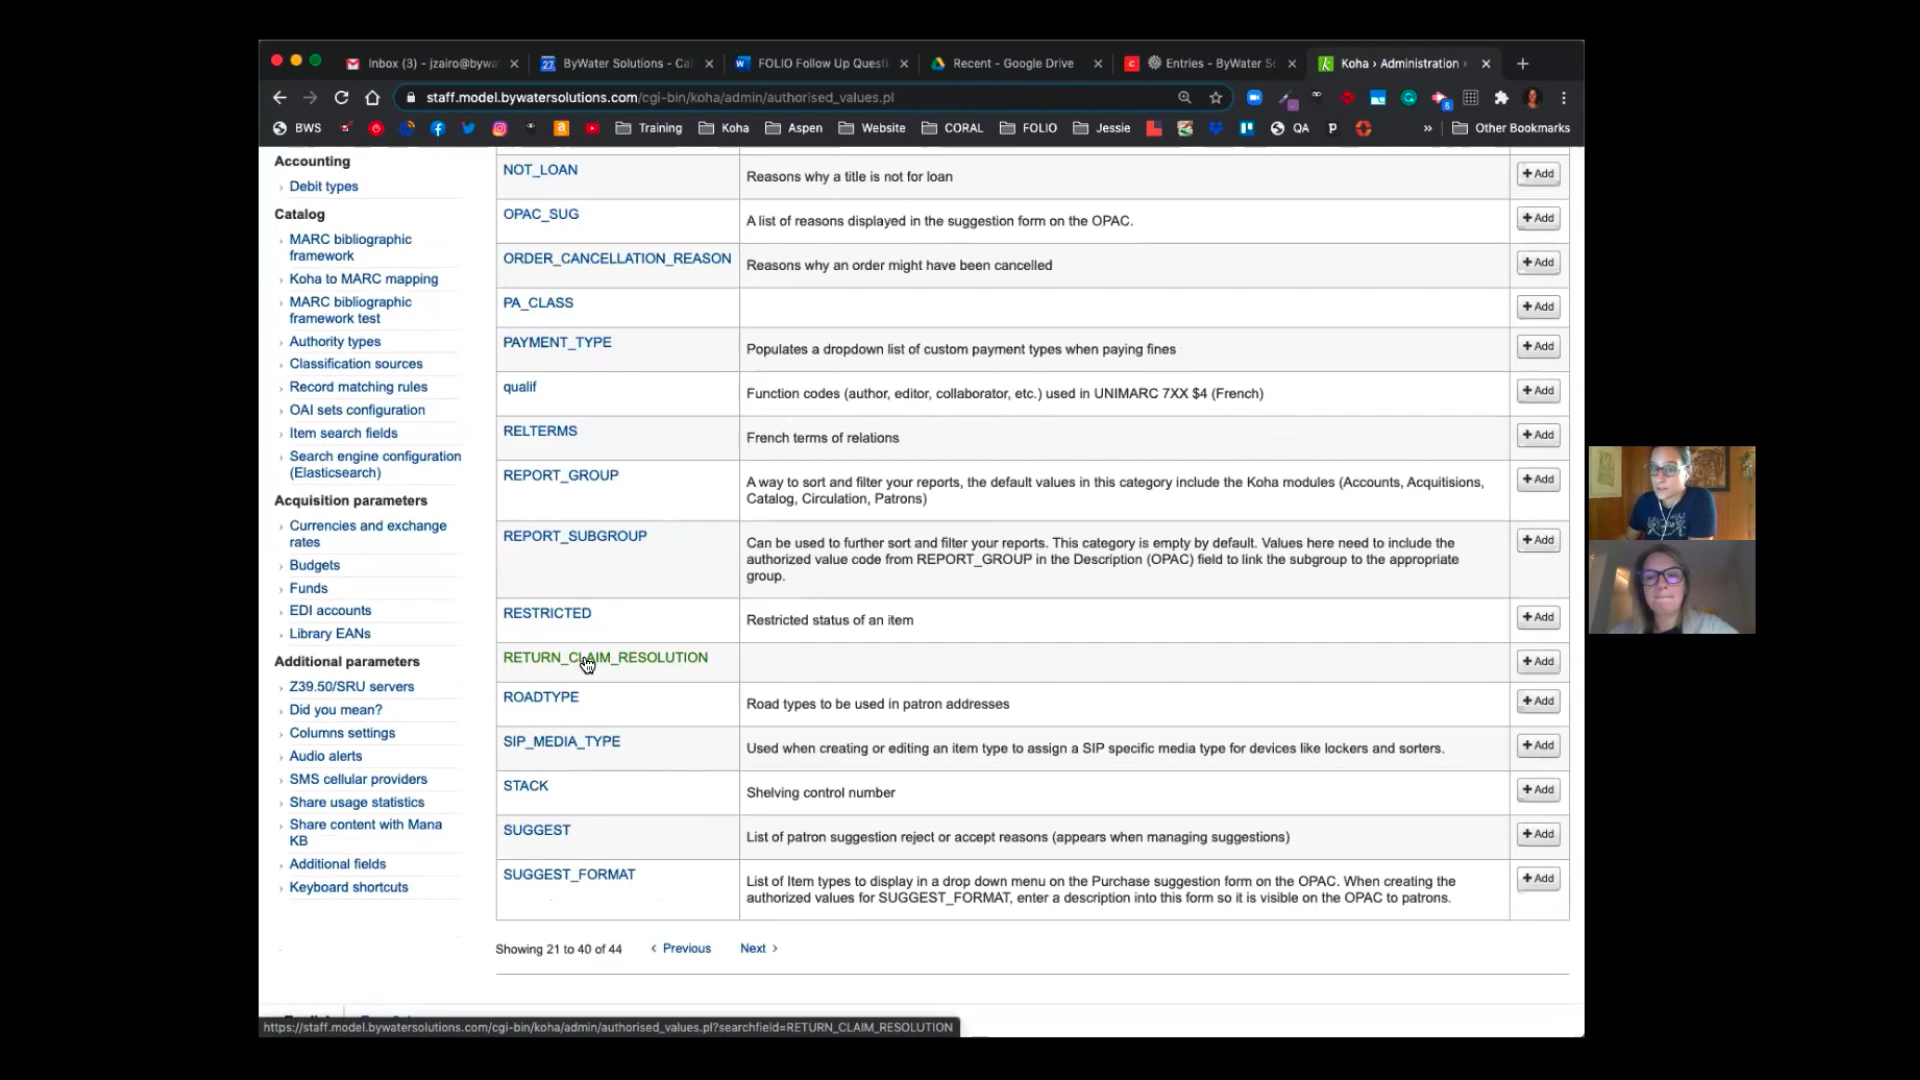 Inbox (3) - jzairo@bywa
ByWater Solutions - Ca
FOLIO Follow Up Questi
Recent - Google Drive
Entries - ByWater So
Koha › Administration ›
staff.model.bywatersolutions.com/cgi-bin/koha/admin/authorised_values.pl
BWS
Training
Koha
Aspen
Website
CORAL
FOLIO
Jessie
QA
»
Other Bookmarks
Accounting
Debit types
Catalog
MARC bibliographic
framework
Koha to MARC mapping
MARC bibliographic
framework test
Authority types
Classification sources
Record matching rules
OAI sets configuration
Item search fields
Search engine configuration
(Elasticsearch)
Acquisition parameters
Currencies and exchange
rates
Budgets
Funds
EDI accounts
Library EANs
Additional parameters
Z39.50/SRU servers
Did you mean?
Columns settings
Audio alerts
SMS cellular providers
Share usage statistics
Share content with Mana
KB
Additional fields
Keyboard shortcuts
NOT_LOAN
Reasons why a title is not for loan
+ Add
OPAC_SUG
A list of reasons displayed in the suggestion form on the OPAC.
+ Add
ORDER_CANCELLATION_REASON
Reasons why an order might have been cancelled
+ Add
PA_CLASS
+ Add
PAYMENT_TYPE
Populates a dropdown list of custom payment types when paying fines
+ Add
qualif
Function codes (author, editor, collaborator, etc.) used in UNIMARC 7XX $4 (French)
+ Add
RELTERMS
French terms of relations
+ Add
REPORT_GROUP
A way to sort and filter your reports, the default values in this category include the Koha modules (Accounts, Acquitisions,
Catalog, Circulation, Patrons)
+ Add
REPORT_SUBGROUP
Can be used to further sort and filter your reports. This category is empty by default. Values here need to include the
authorized value code from REPORT_GROUP in the Description (OPAC) field to link the subgroup to the appropriate
group.
+ Add
RESTRICTED
Restricted status of an item
+ Add
RETURN_CLAIM_RESOLUTION
+ Add
ROADTYPE
Road types to be used in patron addresses
+ Add
SIP_MEDIA_TYPE
Used when creating or editing an item type to assign a SIP specific media type for devices like lockers and sorters.
+ Add
STACK
Shelving control number
+ Add
SUGGEST
List of patron suggestion reject or accept reasons (appears when managing suggestions)
+ Add
SUGGEST_FORMAT
List of Item types to display in a drop down menu on the Purchase suggestion form on the OPAC. When creating the
authorized values for SUGGEST_FORMAT, enter a description into this form so it is visible on the OPAC to patrons.
+ Add
Showing 21 to 40 of 44
‹ Previous
Next ›
https://staff.model.bywatersolutions.com/cgi-bin/koha/admin/authorised_values.pl?searchfield=RETURN_CLAIM_RESOLUTION